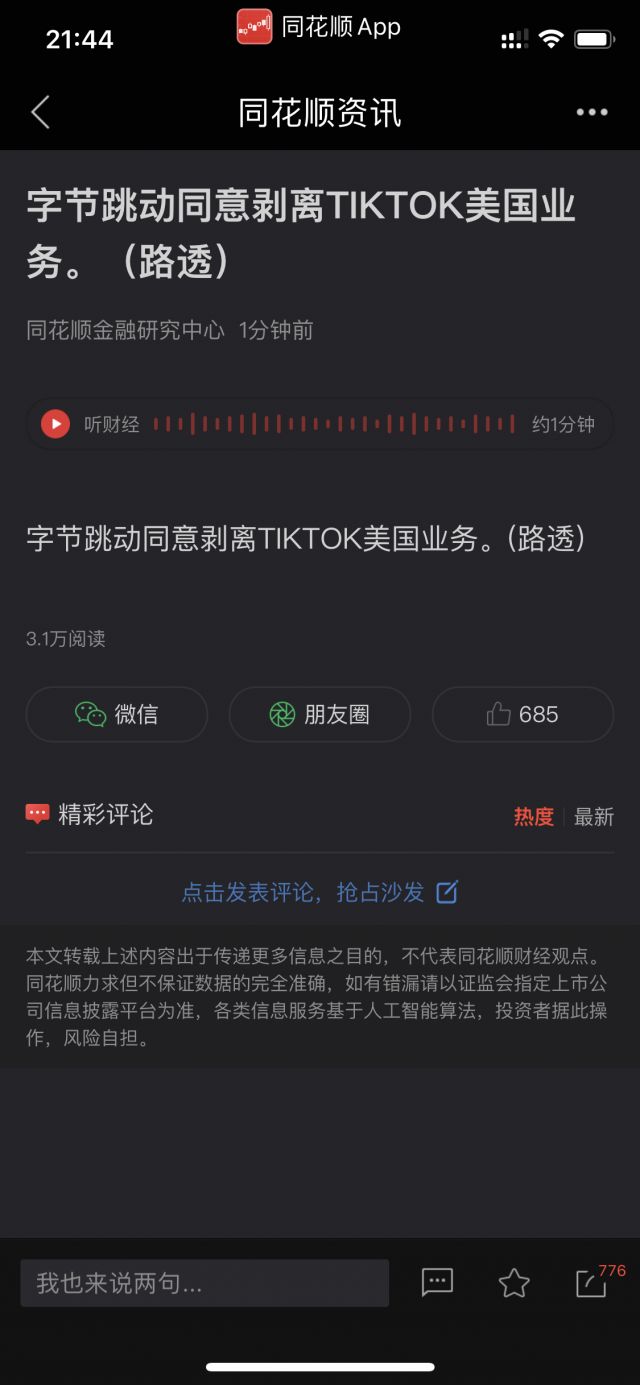 21:44
同花顺App
同花顺资讯
字节跳动同意剥离TIKTOK美国业
务。（路透）
同花顺金融研究中心 1分钟前
听财经
约1分钟
字节跳动同意剥离TIKTOK美国业务。(路透)
3.1万阅读
微信
朋友圈
685
精彩评论
热度
最新
点击发表评论，抢占沙发
本文转载上述内容出于传递更多信息之目的，不代表同花顺财经观点。
同花顺力求但不保证数据的完全准确，如有错漏请以证监会指定上市公
司信息披露平台为准，各类信息服务基于人工智能算法，投资者据此操
作，风险自担。
我也来说两句...
776